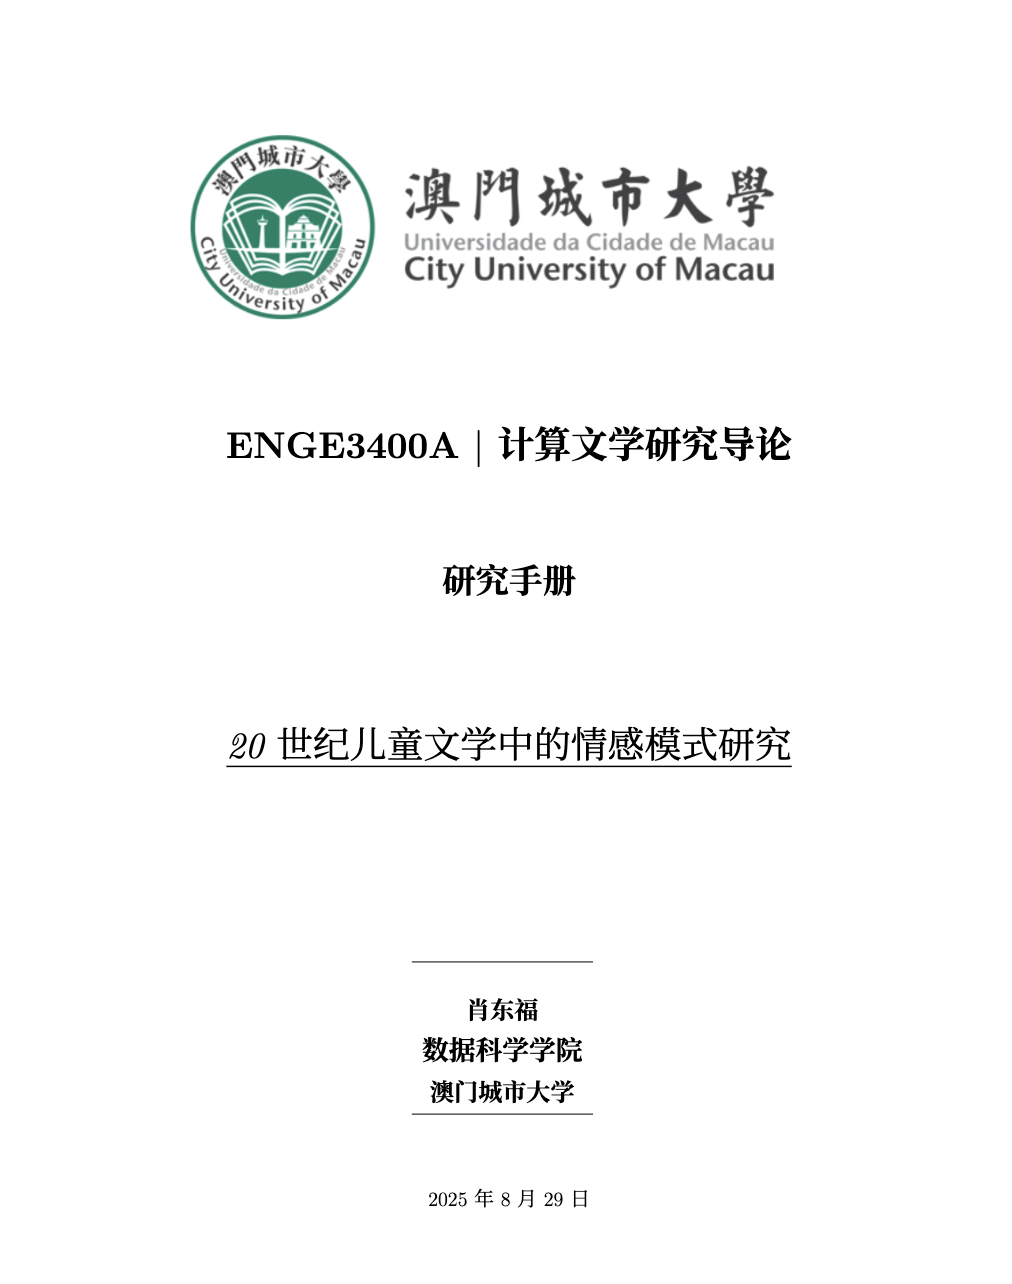 澳門城市大學
City University of Macau
Universidade da Cidade de Macau
澳門城市大學
Universidade da Cidade de Macau
City University of Macau
ENGE3400A | 计算文学研究导论
研究手册
20 世纪儿童文学中的情感模式研究
肖东福
数据科学学院
澳门城市大学
2025 年 8 月 29 日